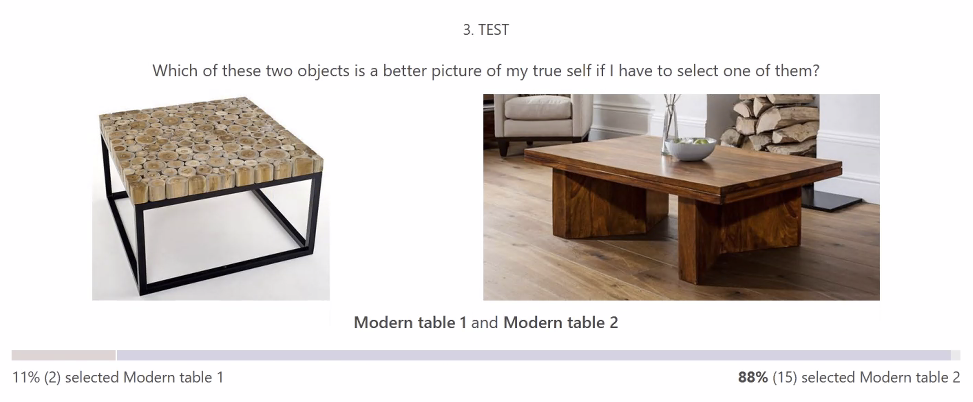 3. TEST
Which of these two objects is a better picture of my true self if I have to select one of them?
Modern table 1 and Modern table 2
11% (2) selected Modern table 1
88% (15) selected Modern table 2